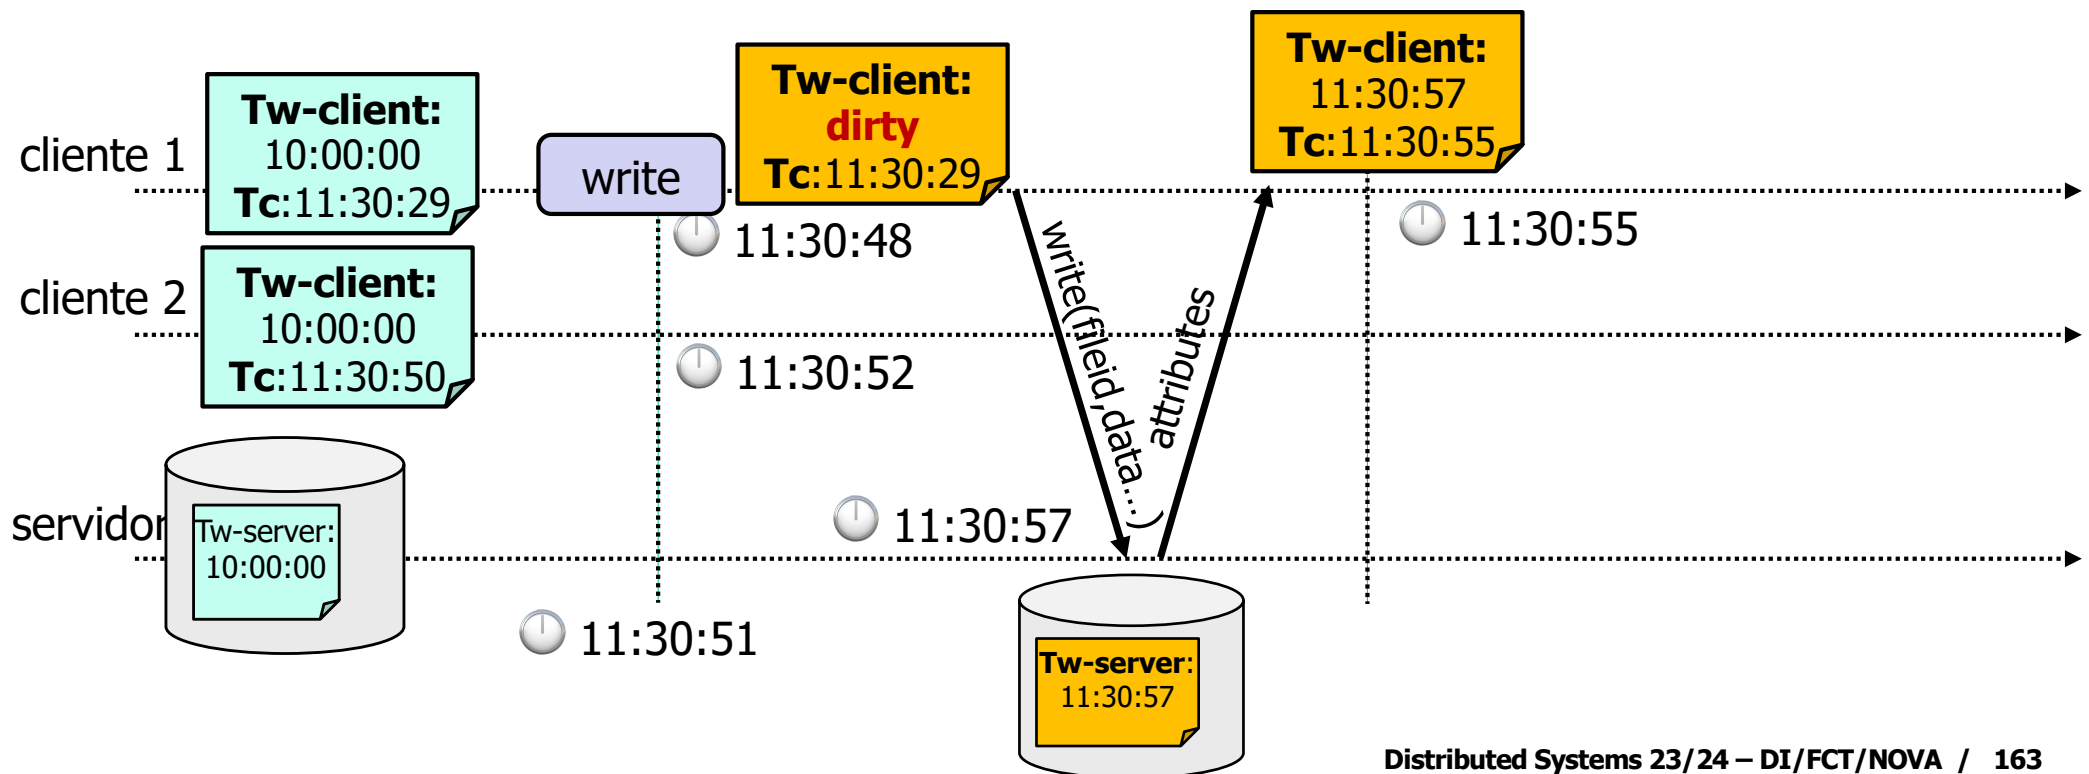 cliente 1
Tw-client:
10:00:00
Tc:11:30:29
write
Tw-client:
dirty
Tc:11:30:29
Tw-client:
11:30:57
Tc:11:30:55
11:30:48
11:30:55
cliente 2
Tw-client:
10:00:00
Tc:11:30:50
11:30:52
write(fileid,data...)
attributes
servidor
Tw-server:
10:00:00
11:30:57
11:30:51
Tw-server:
11:30:57
Distributed Systems 23/24 – DI/FCT/NOVA / 163